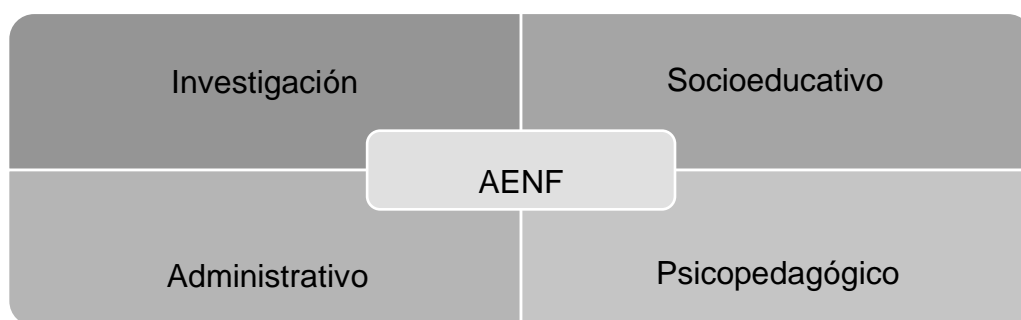 Investigación
Socioeducativo
AENF
Administrativo
Psicopedagógico